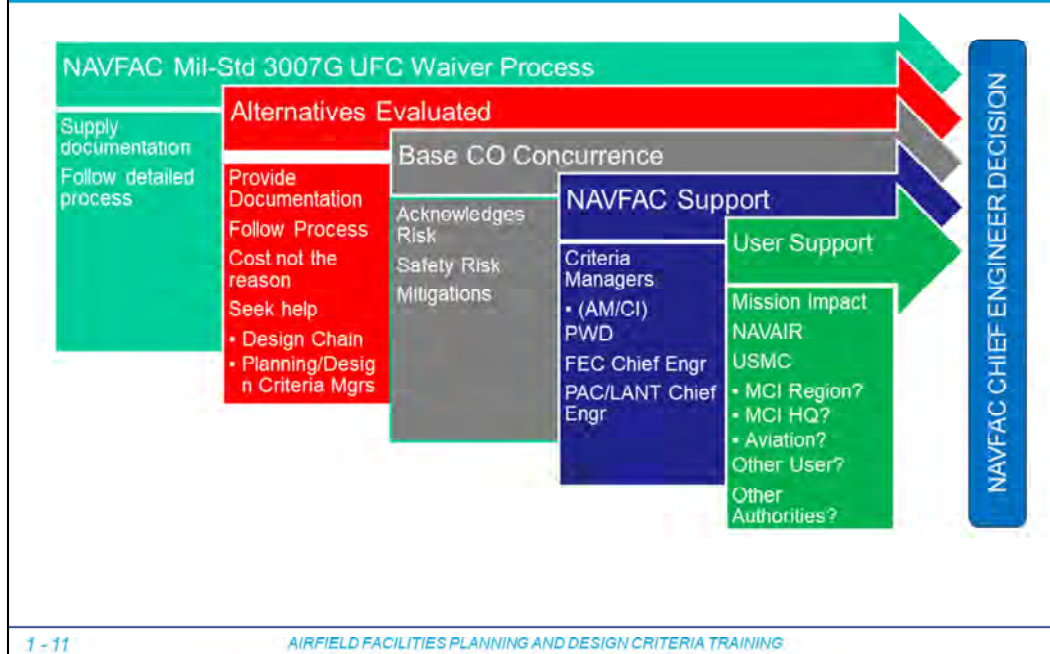 NAVFAC Mil-Std 3007G UFC Waiver Process
Supply
documentation
Follow detailed
process
Alternatives Evaluated
Provide
Documentation
Follow Process
Cost not the
reason
Seek help
• Design Chain
• Planning/Desig
n Criteria Mgrs
Base CO Concurrence
Acknowledges
Risk
Safety Risk
Mitigations
NAVFAC Support
Criteria
Managers
• (AM/CI)
PWD
FEC Chief Engr
PAC/LANT Chief
Engr
User Support
Mission Impact
NAVAIR
USMC
• MCI Region?
• MCI HQ?
• Aviation?
Other User?
Other
Authorities?
NAVFAC CHIEF ENGINEER DECISION
1 - 11
AIRFIELD FACILITIES PLANNING AND DESIGN CRITERIA TRAINING